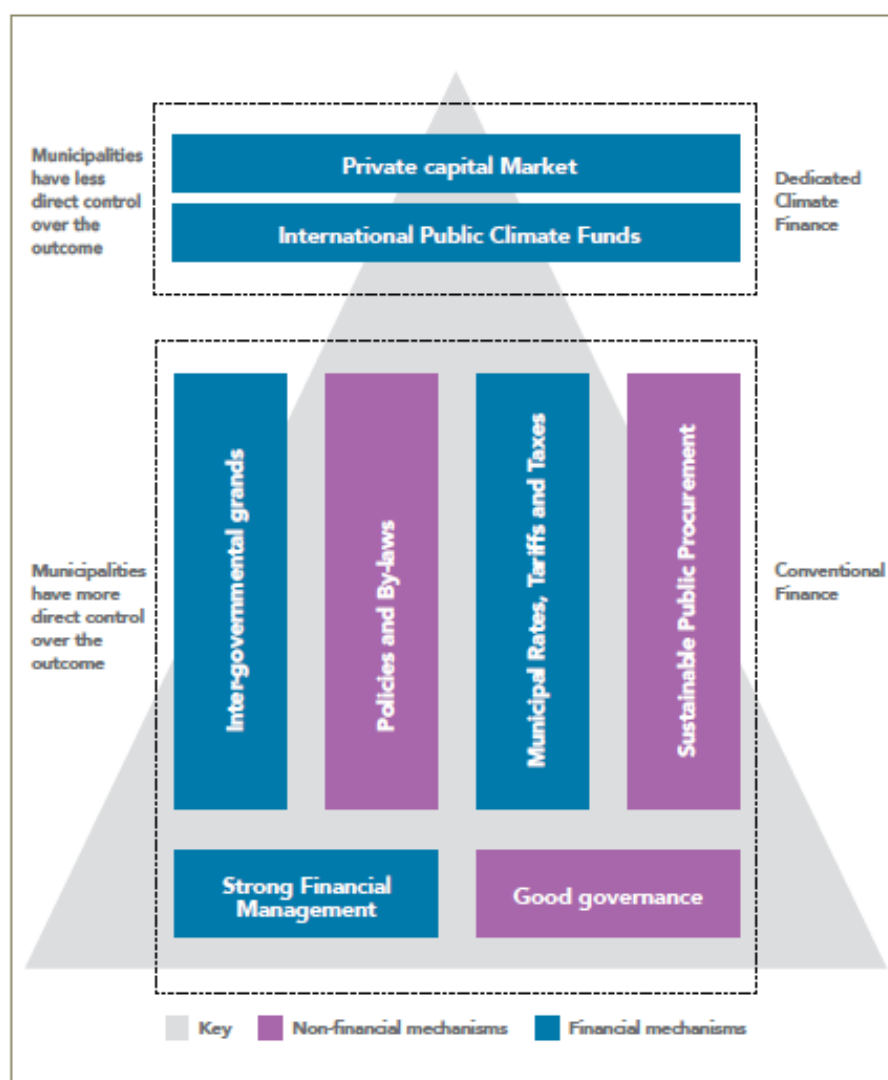 Municipalities
have less
direct control
over the
outcome
Private capital Market
International Public Climate Funds
Dedicated
Climate
Finance
Municipalities
have more
direct control
over the
outcome
Inter-governmental grands
Policies and By-laws
Municipal Rates, Tariffs and Taxes
Sustainable Public Procurement
Conventional
Finance
Strong Financial
Management
Good governance
Key
Non-financial mechanisms
Financial mechanisms